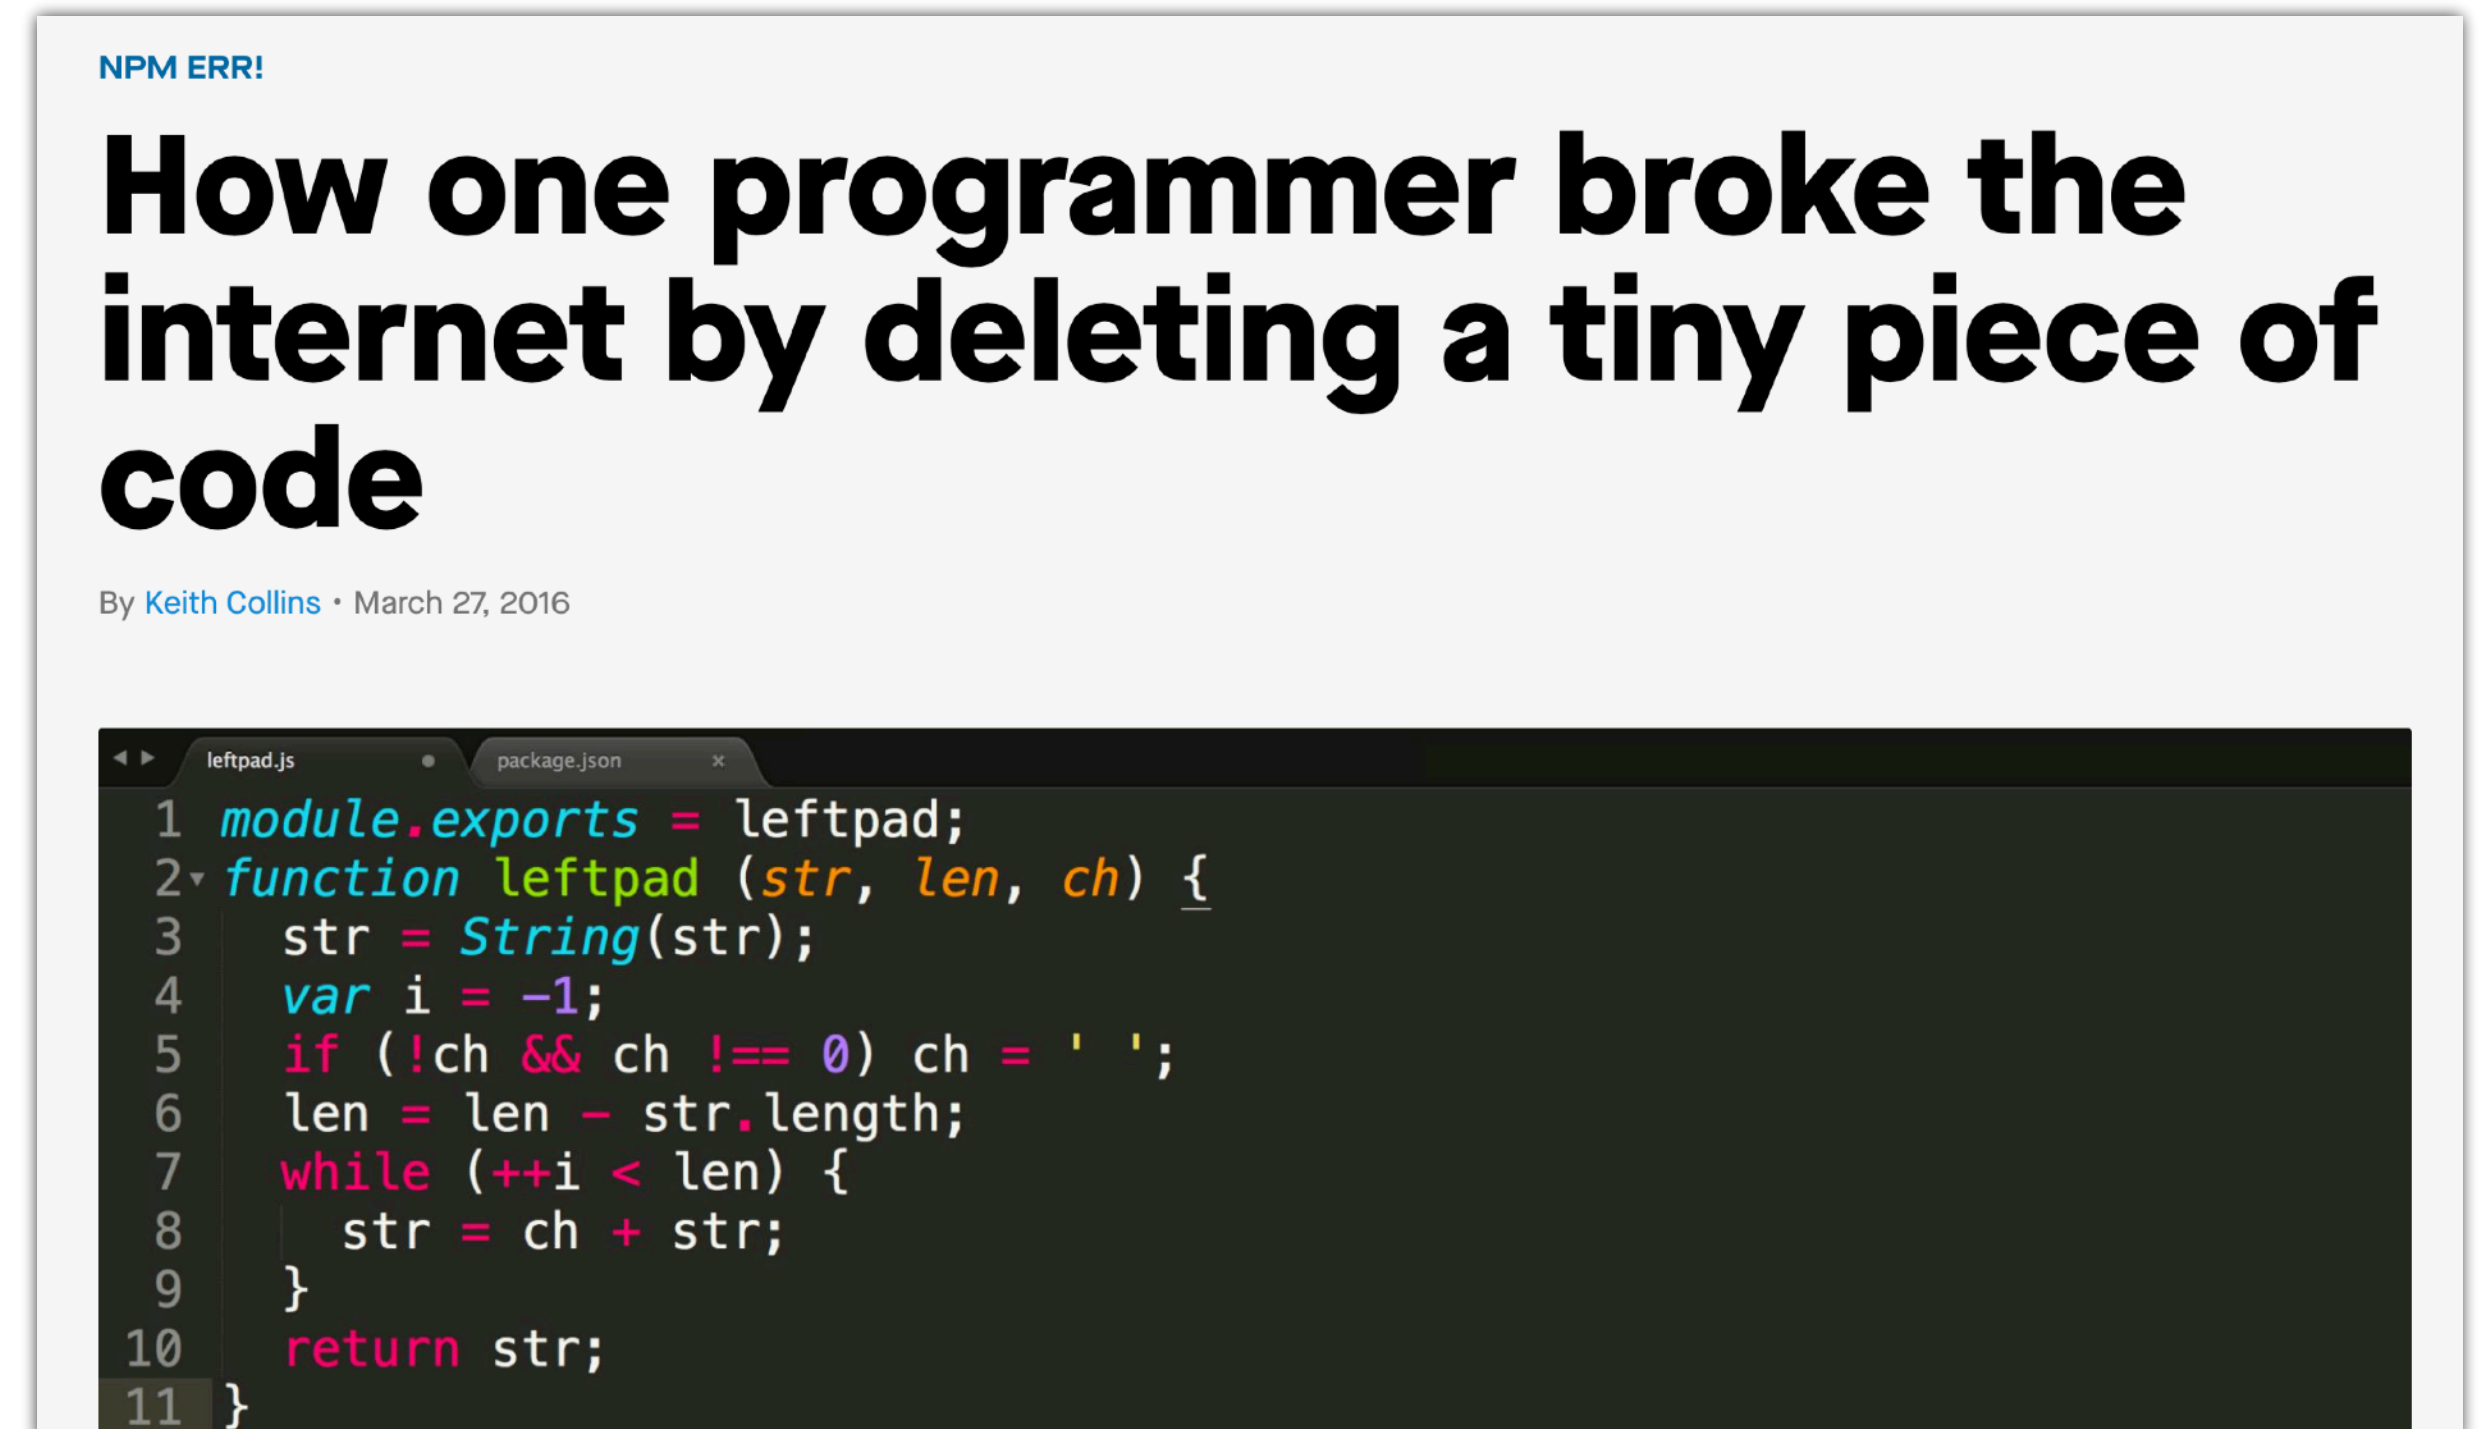 NPM ERR!
How one programmer broke the
internet by deleting a tiny piece of
code
By Keith Collins • March 27, 2016
leftpad.js package.json
1 module.exports = leftpad;
2 function leftpad (str, len, ch) {
3 str = String(str);
4 var i = -1;
5 if (!ch && ch !== 0) ch = ' ';
6 len = len - str.length;
7 while (++i < len) {
8 str = ch + str;
9 }
10 return str;
11 }